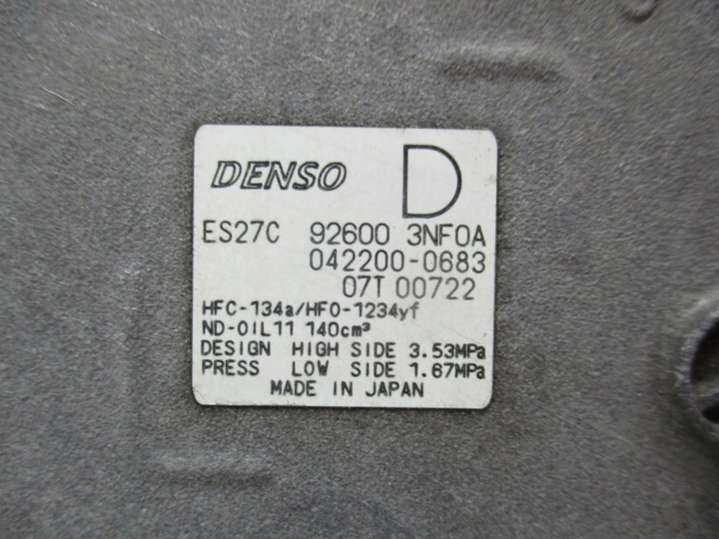 DENSO D
ES27C 92600 3NF0A
042200-0683
07T 00722
HFC-134a/HFO-1234yf
ND-OIL11 140cm³
DESIGN HIGH SIDE 3.53MPa
PRESS LOW SIDE 1.67MPa
MADE IN JAPAN